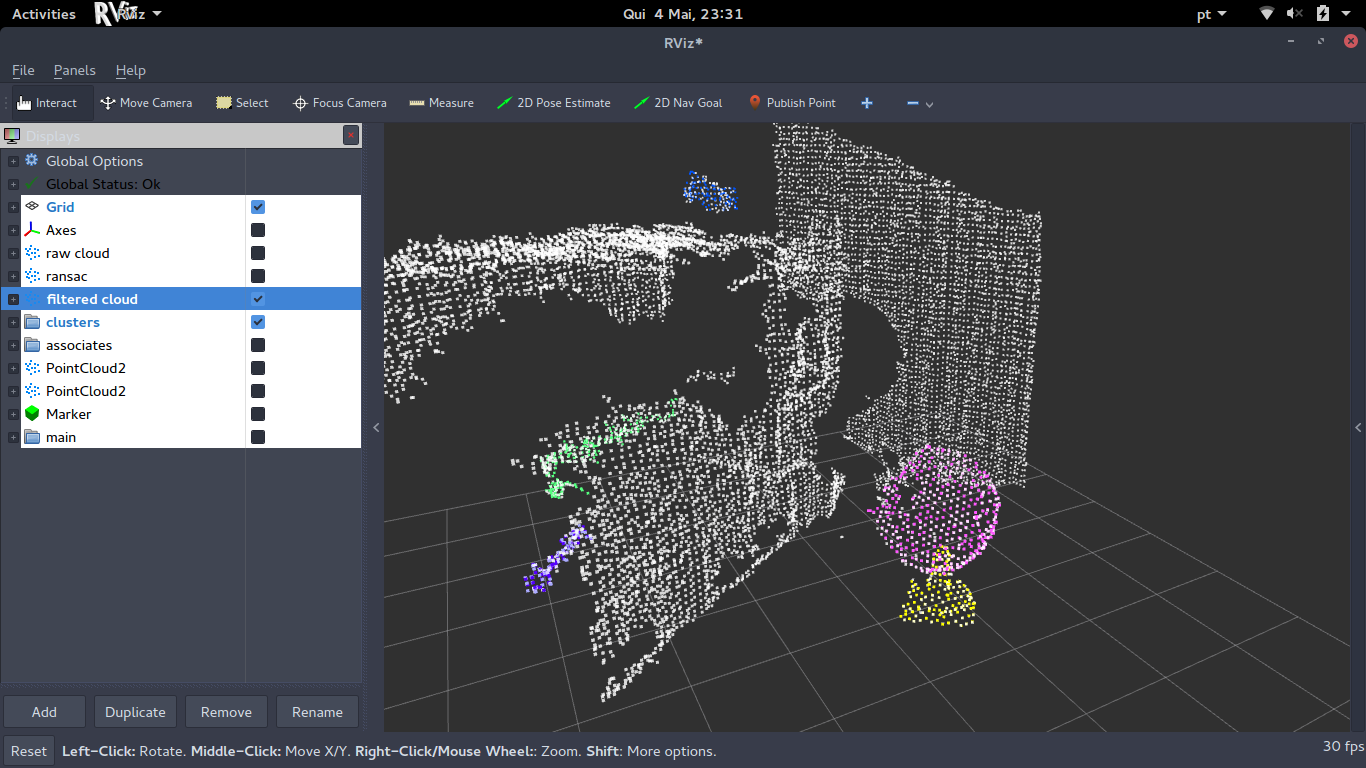 Activities RViz Qui 4 Mai, 23:31 pt
RViz*
File Panels Help
Interact Move Camera Select Focus Camera Measure 2D Pose Estimate 2D Nav Goal Publish Point
Displays
Global Options
Global Status: Ok
Grid
Axes
raw cloud
ransac
filtered cloud
clusters
associates
PointCloud2
PointCloud2
Marker
main
Add Duplicate Remove Rename
Reset Left-Click: Rotate. Middle-Click: Move X/Y. Right-Click/Mouse Wheel:: Zoom. Shift: More options. 30 fps